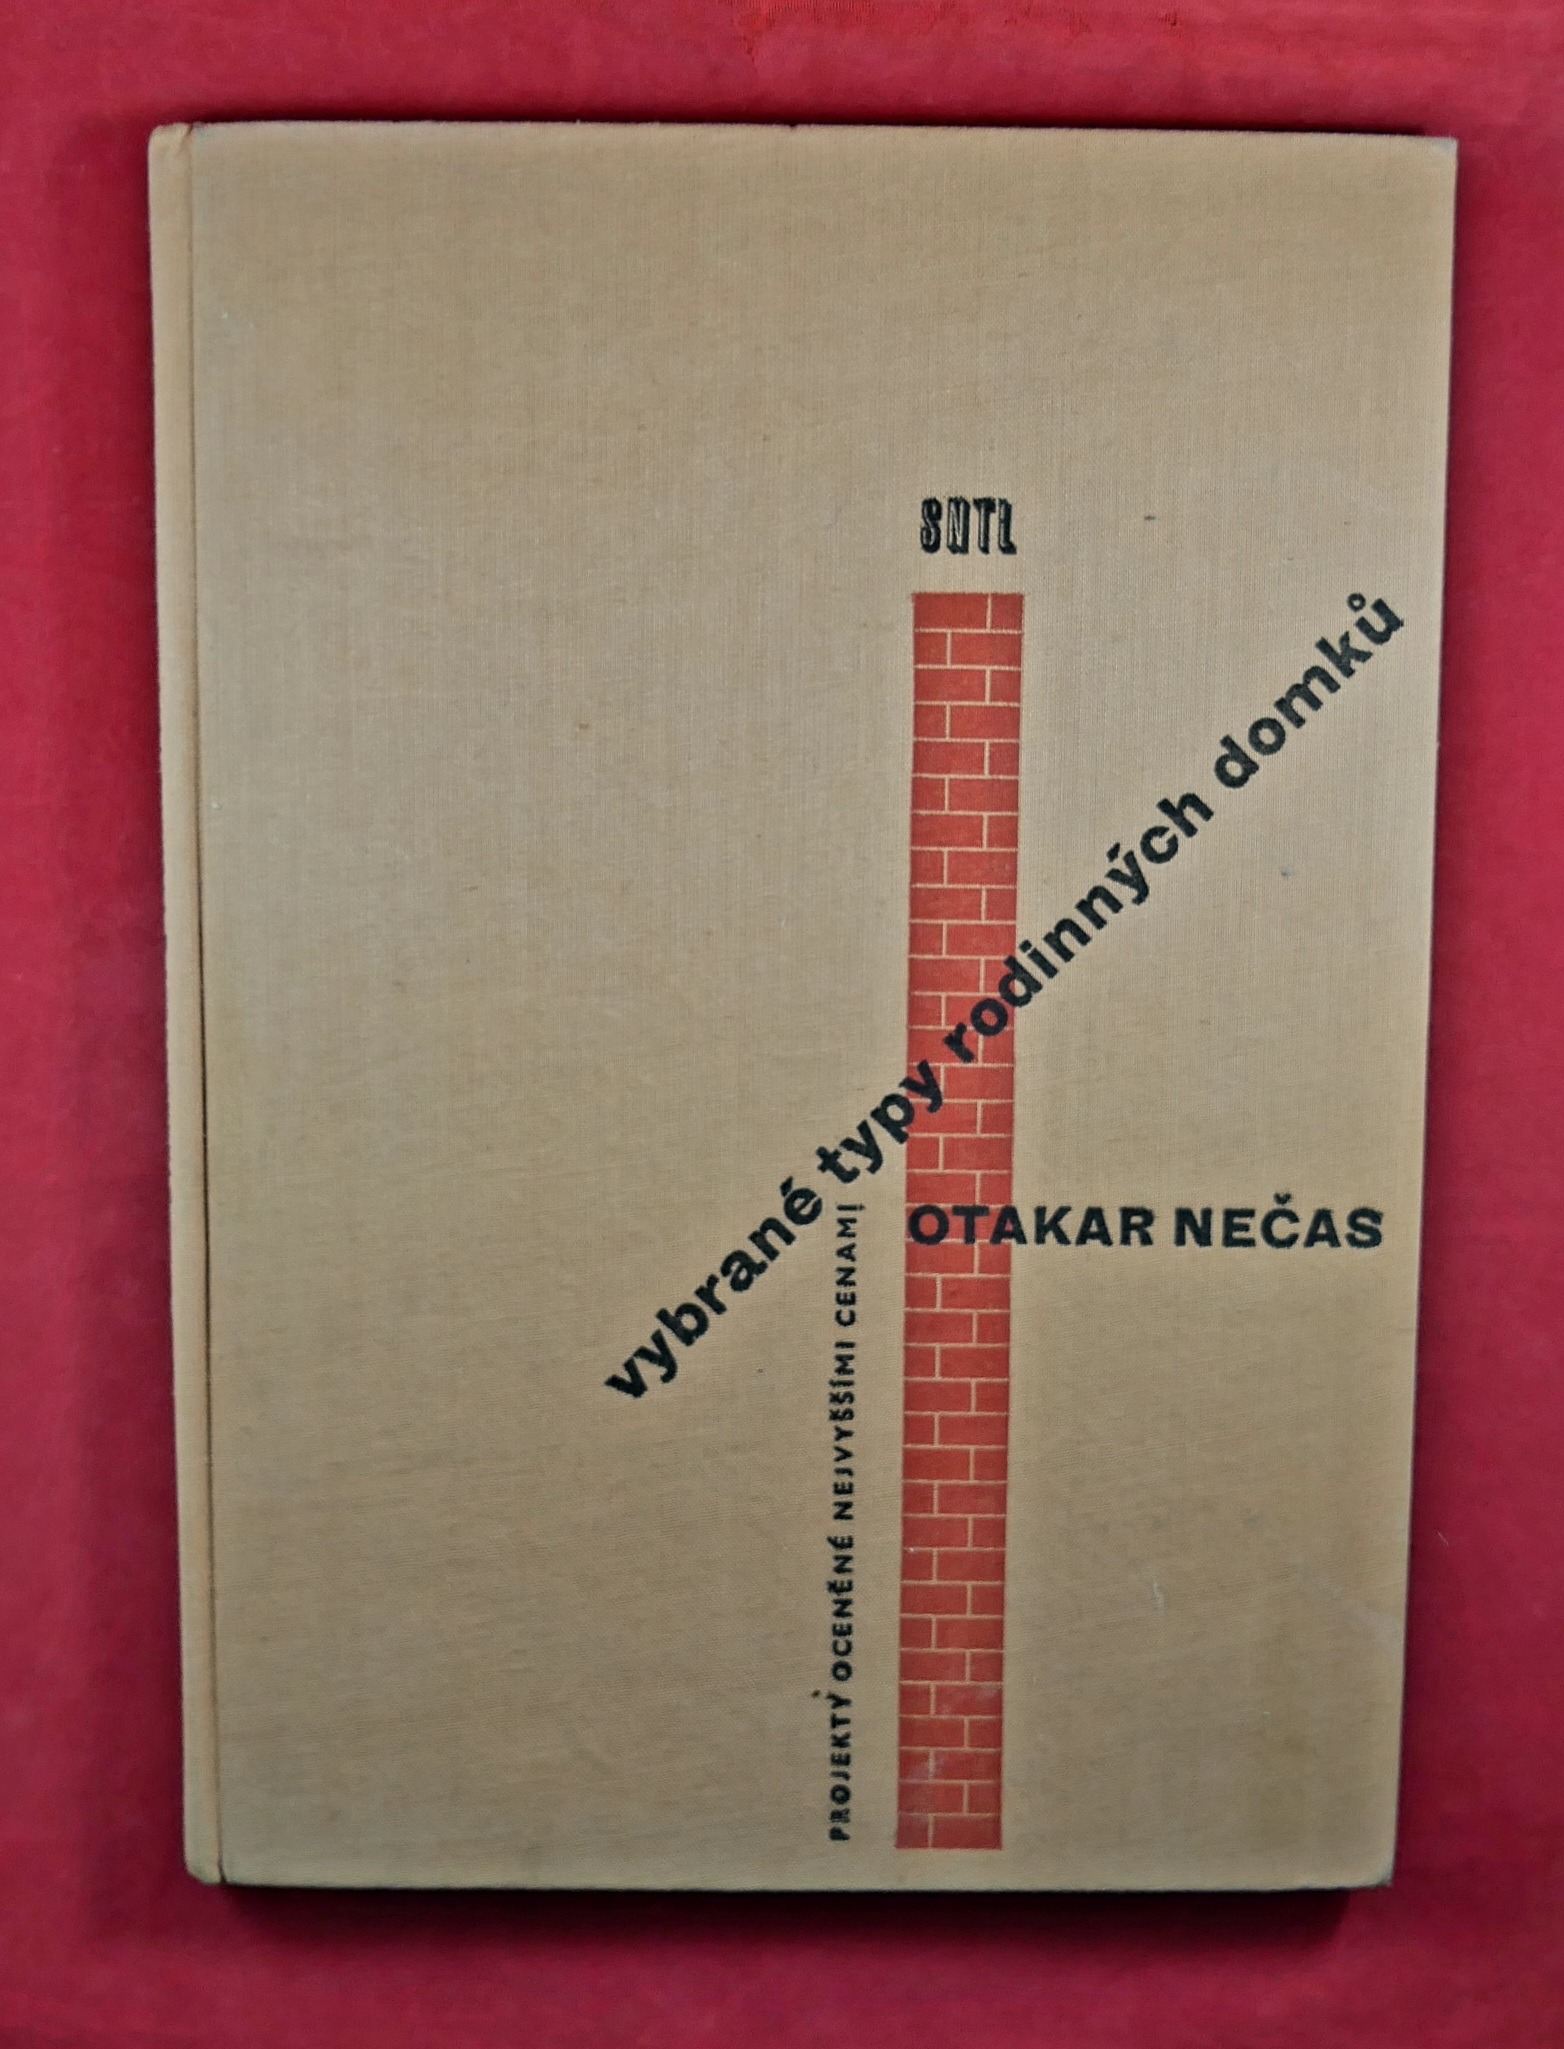 SNTL
vybrané typy rodinných domků
OTAKAR NEČAS
PROJEKTY OCENĚNÉ NEJVYŠŠÍMI CENAMI